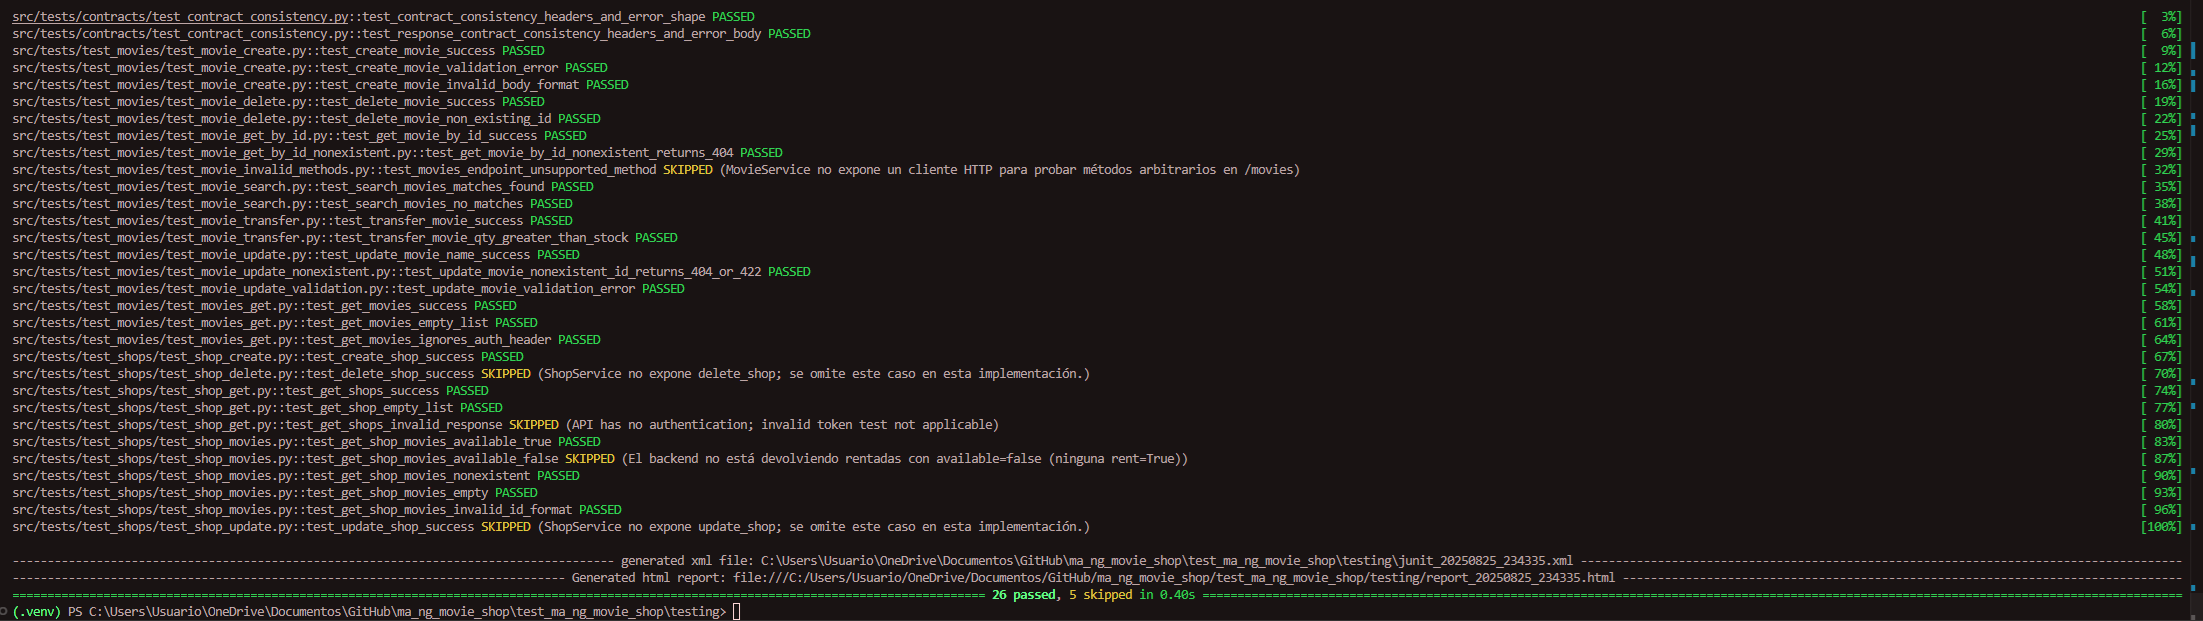 src/tests/contracts/test_contract_consistency.py::test_contract_consistency_headers_and_error_shape PASSED [  3%]
src/tests/contracts/test_contract_consistency.py::test_response_contract_consistency_headers_and_error_body PASSED [  6%]
src/tests/test_movies/test_movie_create.py::test_create_movie_success PASSED [  9%]
src/tests/test_movies/test_movie_create.py::test_create_movie_validation_error PASSED [ 12%]
src/tests/test_movies/test_movie_create.py::test_create_movie_invalid_body_format PASSED [ 16%]
src/tests/test_movies/test_movie_delete.py::test_delete_movie_success PASSED [ 19%]
src/tests/test_movies/test_movie_delete.py::test_delete_movie_non_existing_id PASSED [ 22%]
src/tests/test_movies/test_movie_get_by_id.py::test_get_movie_by_id_success PASSED [ 25%]
src/tests/test_movies/test_movie_get_by_id_nonexistent.py::test_get_movie_by_id_nonexistent_returns_404 PASSED [ 29%]
src/tests/test_movies/test_movie_invalid_methods.py::test_movies_endpoint_unsupported_method SKIPPED (MovieService no expone un cliente HTTP para probar métodos arbitrarios en /movies) [ 32%]
src/tests/test_movies/test_movie_search.py::test_search_movies_matches_found PASSED [ 35%]
src/tests/test_movies/test_movie_search.py::test_search_movies_no_matches PASSED [ 38%]
src/tests/test_movies/test_movie_transfer.py::test_transfer_movie_success PASSED [ 41%]
src/tests/test_movies/test_movie_transfer.py::test_transfer_movie_qty_greater_than_stock PASSED [ 45%]
src/tests/test_movies/test_movie_update.py::test_update_movie_name_success PASSED [ 48%]
src/tests/test_movies/test_movie_update_nonexistent.py::test_update_movie_nonexistent_id_returns_404_or_422 PASSED [ 51%]
src/tests/test_movies/test_movie_update_validation.py::test_update_movie_validation_error PASSED [ 54%]
src/tests/test_movies/test_movies_get.py::test_get_movies_success PASSED [ 58%]
src/tests/test_movies/test_movies_get.py::test_get_movies_empty_list PASSED [ 61%]
src/tests/test_movies/test_movies_get.py::test_get_movies_ignores_auth_header PASSED [ 64%]
src/tests/test_shops/test_shop_create.py::test_create_shop_success PASSED [ 67%]
src/tests/test_shops/test_shop_delete.py::test_delete_shop_success SKIPPED (ShopService no expone delete_shop; se omite este caso en esta implementación.) [ 70%]
src/tests/test_shops/test_shop_get.py::test_get_shops_success PASSED [ 74%]
src/tests/test_shops/test_shop_get.py::test_get_shop_empty_list PASSED [ 77%]
src/tests/test_shops/test_shop_get.py::test_get_shops_invalid_response SKIPPED (API has no authentication; invalid token test not applicable) [ 80%]
src/tests/test_shops/test_shop_movies.py::test_get_shop_movies_available_true PASSED [ 83%]
src/tests/test_shops/test_shop_movies.py::test_get_shop_movies_available_false SKIPPED (El backend no está devolviendo rentadas con available=false (ninguna rent=True)) [ 87%]
src/tests/test_shops/test_shop_movies.py::test_get_shop_movies_nonexistent PASSED [ 90%]
src/tests/test_shops/test_shop_movies.py::test_get_shop_movies_empty PASSED [ 93%]
src/tests/test_shops/test_shop_movies.py::test_get_shop_movies_invalid_id_format PASSED [ 96%]
src/tests/test_shops/test_shop_update.py::test_update_shop_success SKIPPED (ShopService no expone update_shop; se omite este caso en esta implementación.) [100%]
generated xml file: C:\Users\Usuario\OneDrive\Documentos\GitHub\ma_ng_movie_shop\test_ma_ng_movie_shop\testing\junit_20250825_234335.xml
Generated html report: file:///C:/Users/Usuario/OneDrive/Documentos/GitHub/ma_ng_movie_shop/test_ma_ng_movie_shop/testing/report_20250825_234335.html
26 passed, 5 skipped in 0.40s
(.venv) PS C:\Users\Usuario\OneDrive\Documentos\GitHub\ma_ng_movie_shop\test_ma_ng_movie_shop\testing>